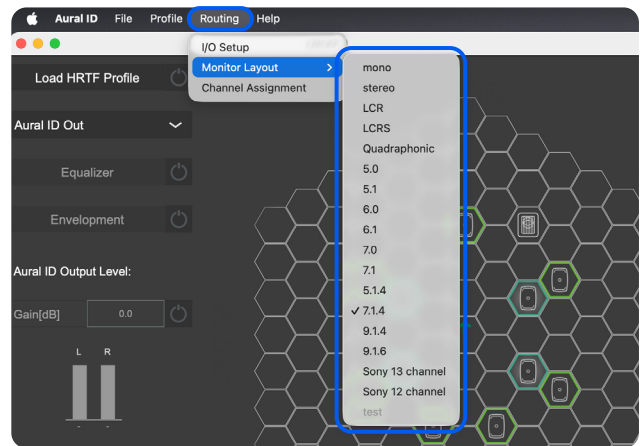 Aural ID File Profile Routing Help
I/O Setup
Monitor Layout >
Channel Assignment
Load HRTF Profile
Aural ID Out
Equalizer
Envelopment
Aural ID Output Level:
Gain[dB] 0.0
L R
- -
mono
stereo
LCR
LCRS
Quadraphonic
5.0
5.1
6.0
6.1
7.0
7.1
5.1.4
✓ 7.1.4
9.1.4
9.1.6
Sony 13 channel
Sony 12 channel
test